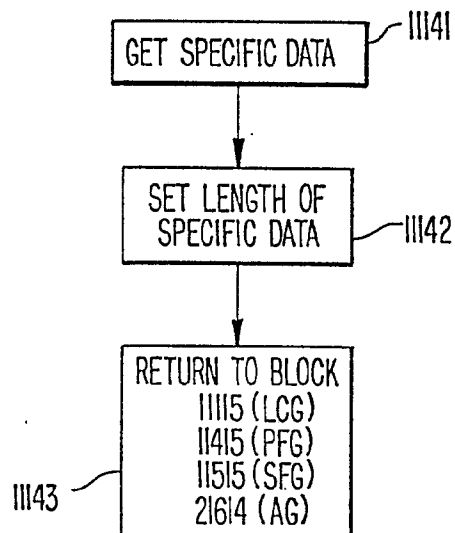 11141
GET SPECIFIC DATA
SET LENGTH OF
SPECIFIC DATA
11142
RETURN TO BLOCK
11115 (LCG)
11415 (PFG)
11515 (SFG)
21614 (AG)
11143